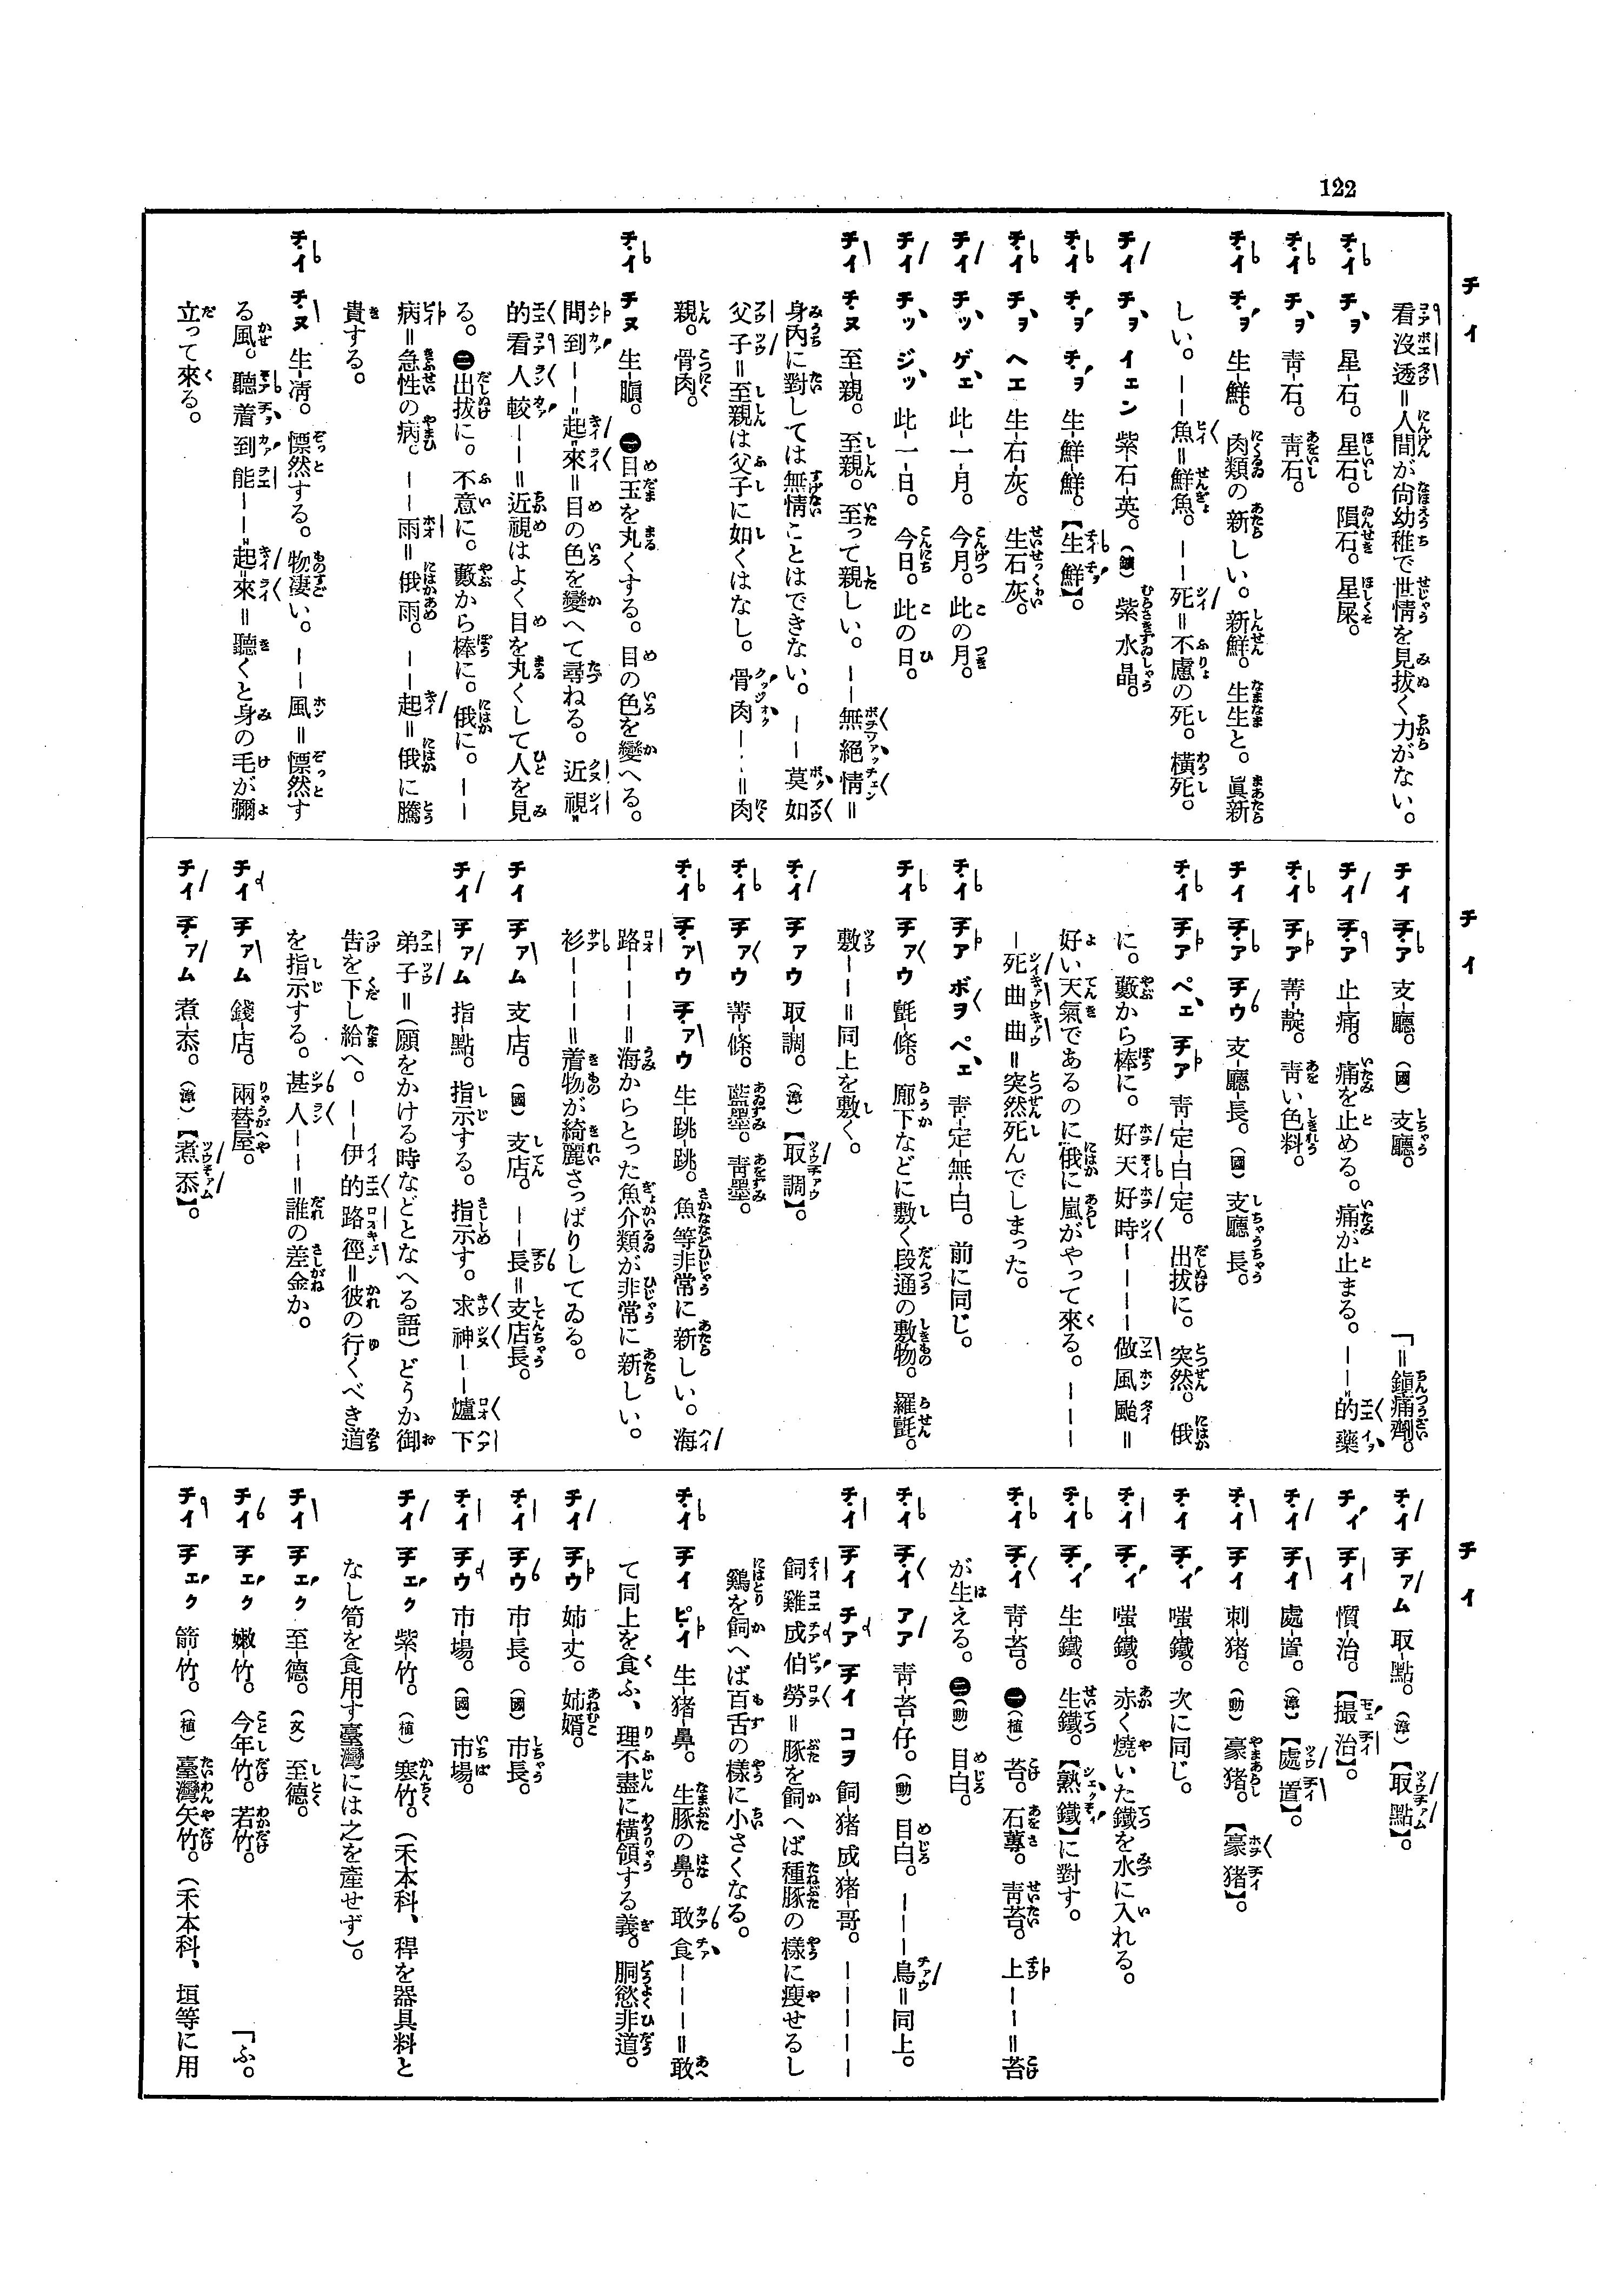 122
チイ
看沒透=人間が尙幼稚で世情を見拔く力がない。
チイ チヲ 星-石。星石。隕石。星屎。
チイ チヲ 靑-石。靑石。
チイ チヲ 生-鮮。肉類の新しい。新鮮。生生と。眞新
しい。――魚=鮮魚。――死=不慮の死。橫死。
チイ チヲ イエン 紫-石-英。(鑛)紫水晶。
チイ チヲ チヲ 生-鮮-鮮。【生鮮】。
チイ チヲ ヘエ 生-石-灰。生石灰。
チイ チッ ゲエ 此-一-月。今月。此の月。
チイ チッ ジッ 此-一-日。今日。此の日。
チイ チヌ 至-親。至親。至って親しい。――無絕情=
身內に對しては無情ことはできない。――莫如
父子=至親は父子に如くはなし。骨肉――=肉
親。骨肉。
チイ チヌ 生-瞋。㊀目玉を丸くする。目の色を變へる。
間到――=起來=目の色を變へて尋ねる。近視
的看人較――=近視はよく目を丸くして人を見
る。㊁出拔に。不意に。藪から棒に。俄に。――
病=急性の病。――雨=俄雨。――起=俄に騰
貴する。
チイ チヌ 生-凊。慓然する。物凄い。――風=慓然す
る風。聽着到能――起來=聽くと身の毛が彌
立って來る。
チイ
チイ チア 支-廳。(國)支廳。
「=鎭痛劑。
チイ チア 止-痛。痛を止める。痛が止まる。――的藥
チイ チア 菁-靛。靑い色料。
チイ チア チウ 支-廳-長。(國)支廳長。
チイ チア ペエ チア 靑-定-白-定。出拔に。突然。俄
に。藪から棒に。好天好時――――做風颱=
好い天氣であるのに俄に嵐がやって來る。―――
―死曲曲=突然死んでしまった。
チイ チア ボヲ ペエ 靑-定-無-白。前に同じ。
チイ チアウ 氈-條。廊下などに敷く段通の敷物。羅氈。
敷――=同上を敷く。
チイ チアウ 取-調。(漳)【取調】。
チイ チアウ 菁-條。藍墨。靑墨。
チイ チアウ チアウ 生-跳-跳。魚等非常に新しい。海
路―――=海からとった魚介類が非常に新しい。
衫―――=着物が綺麗さっぱりしてゐる。
チイ チアム 支-店。(國)支店。――長=支店長。
チイ チアム 指-點。指示する。指示す。求神――爐下
弟子=(願をかける時などとなへる語)どうか御
告を下し給へ。――伊的路徑=彼の行くべき道
を指示する。甚人―――=誰の差金か。
チイ チアム 錢-店。兩替屋。
チイ チアム 煮-枩。(漳)【煮枩】。
チイ
チイ チアム 取-點。(漳)【取點】。
チイ チイ 質-治。【撮治】。
チイ チイ 處-置。(漳)【處置】。
チイ チイ 刺-猪。(動)豪猪。【豪猪】。
チイ チイ 嗤-鐵。次に同じ。
チイ チイ 嗤-鐵。赤く燒いた鐵を水に入れる。
チイ チイ 生-鐵。生鐵。【熟鐵】に對す。
チイ チイ 靑-苔。㊀(植)苔。石蓴。靑苔。上――=苔
が生える。㊁(動)目白。
チイ チイ アア 靑-苔-仔。(動)目白。―――鳥=同上。
チイ チイ チア チイ コヲ 飼-猪成-猪-哥。―――――
飼雞成伯勞=豚を飼へば種豚の樣に瘦せるし
鷄を飼へば百舌の樣に小さくなる。
チイ チイ ピイ 生-猪-鼻。生豚の鼻。敢食―――=敢
て同上を食ふ、理不盡に橫領する義。胴慾非道。
チイ チウ 姉-丈。姉婿。
チイ チウ 市-長。(國)市長。
チイ チウ 市-場。(國)市場。
チイ チエク 紫-竹。(植)寒竹。(禾本科、稈を器具料と
なし筍を食用す臺灣には之を產せず)。
チイ チエク 至-德。(文)至德。
チイ チエク 嫩-竹。今年竹。若竹。
「ふ。
チイ チエク 箭-竹。(植)臺灣矢竹。(禾本科、垣等に用